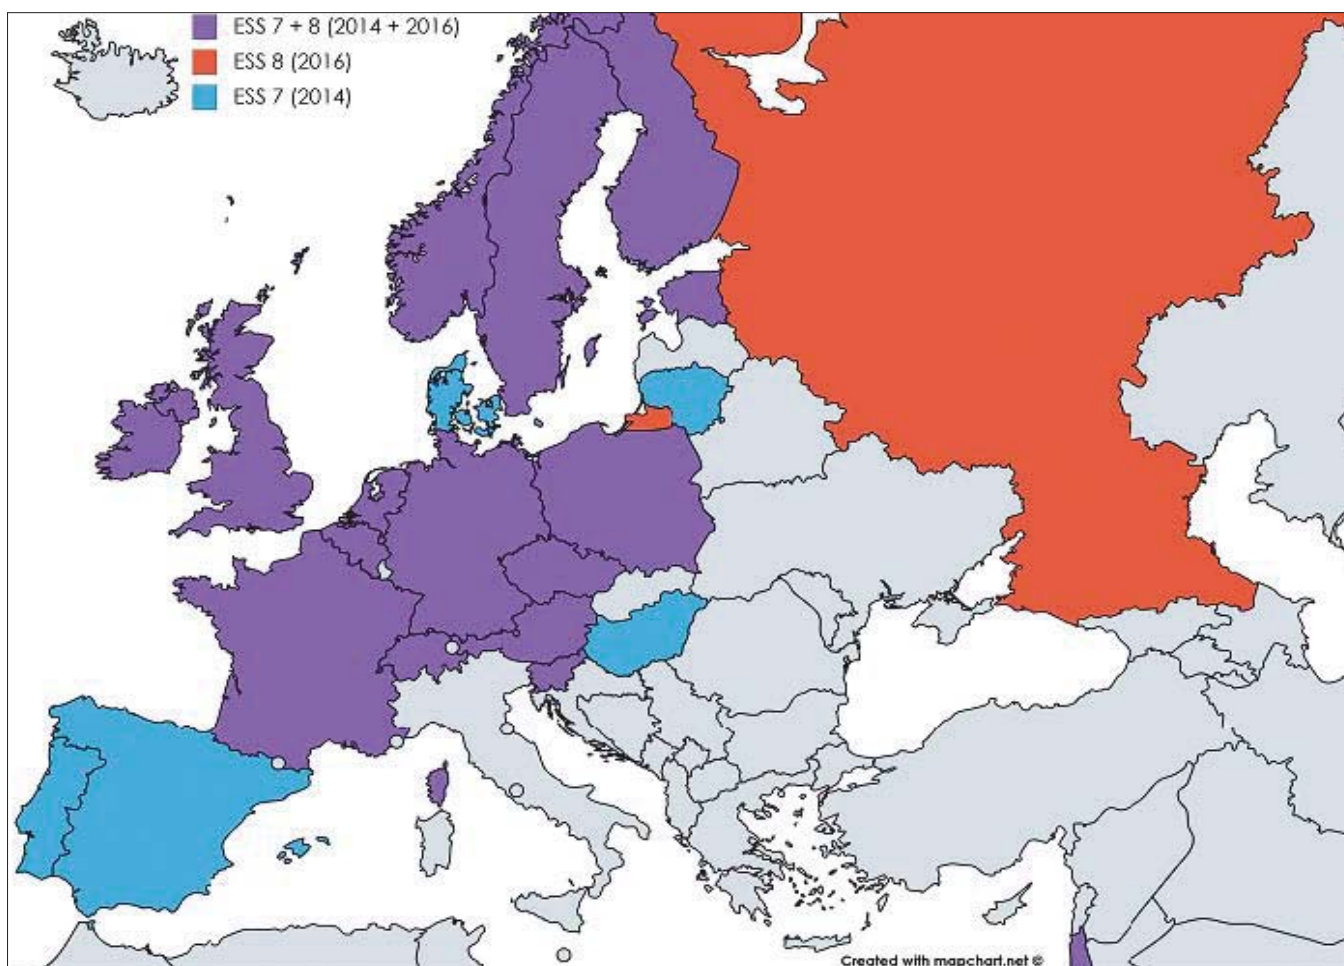 ESS 7 + 8 (2014 + 2016)
ESS 8 (2016)
ESS 7 (2014)
Created with mapchart.net ©